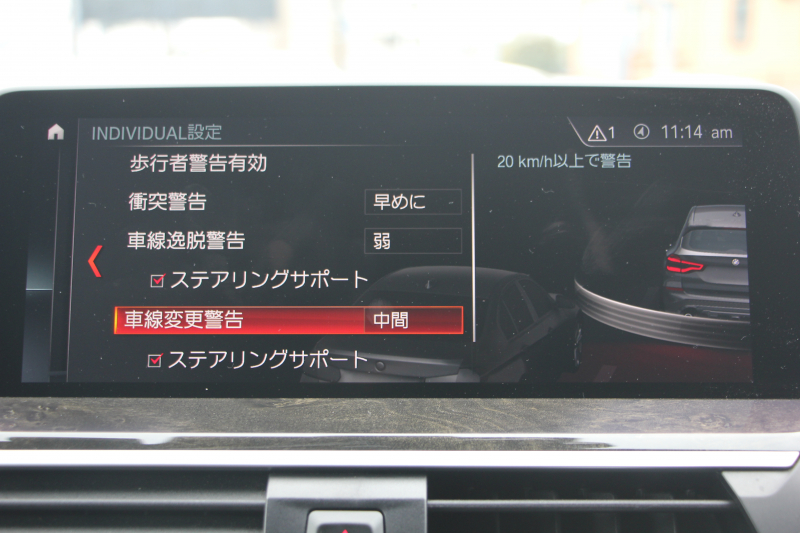 INDIVIDUAL設定
1 11:14 am
歩行者警告有効
20 km/h以上で警告
衝突警告 早めに
車線逸脱警告 弱
ステアリングサポート
車線変更警告 中間
ステアリングサポート